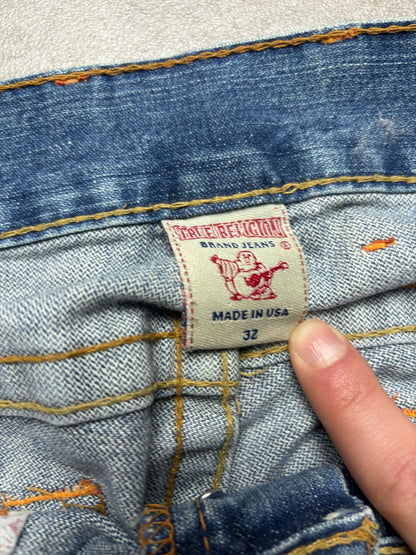 TRUE RELIGION
BRAND JEANS ®
MADE IN USA
32